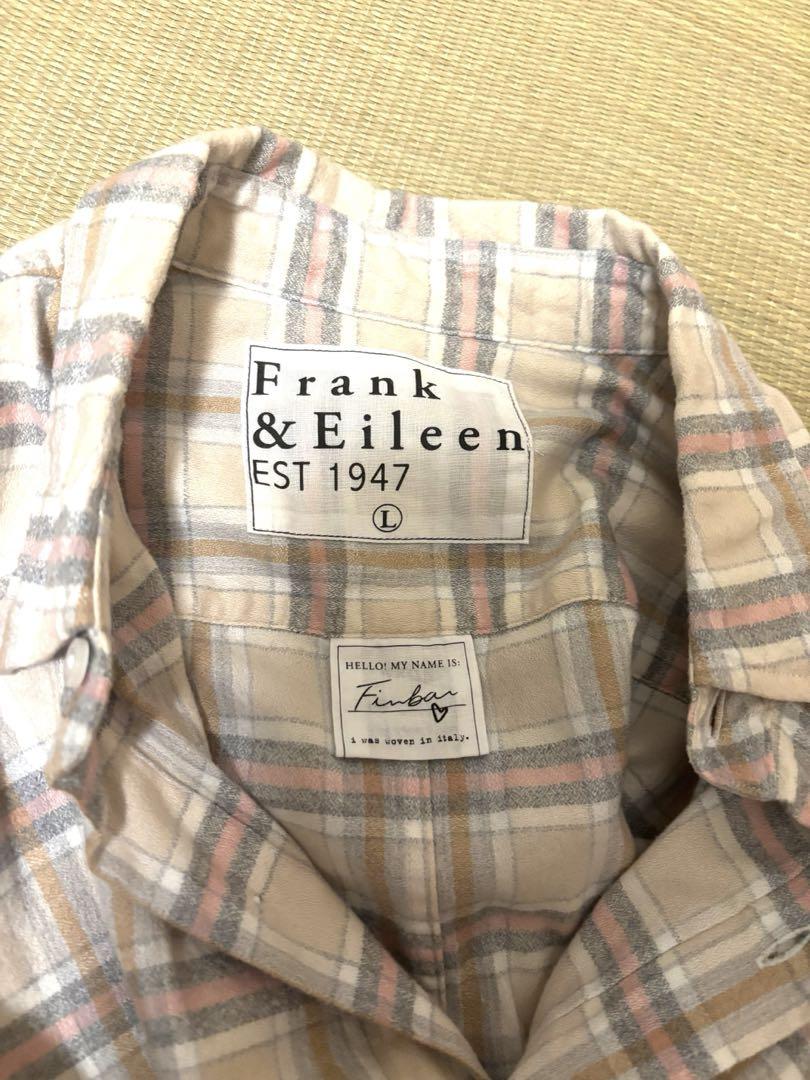 Frank
& Eileen
EST 1947
L
HELLO! MY NAME IS:
Finbar
i was woven in italy.